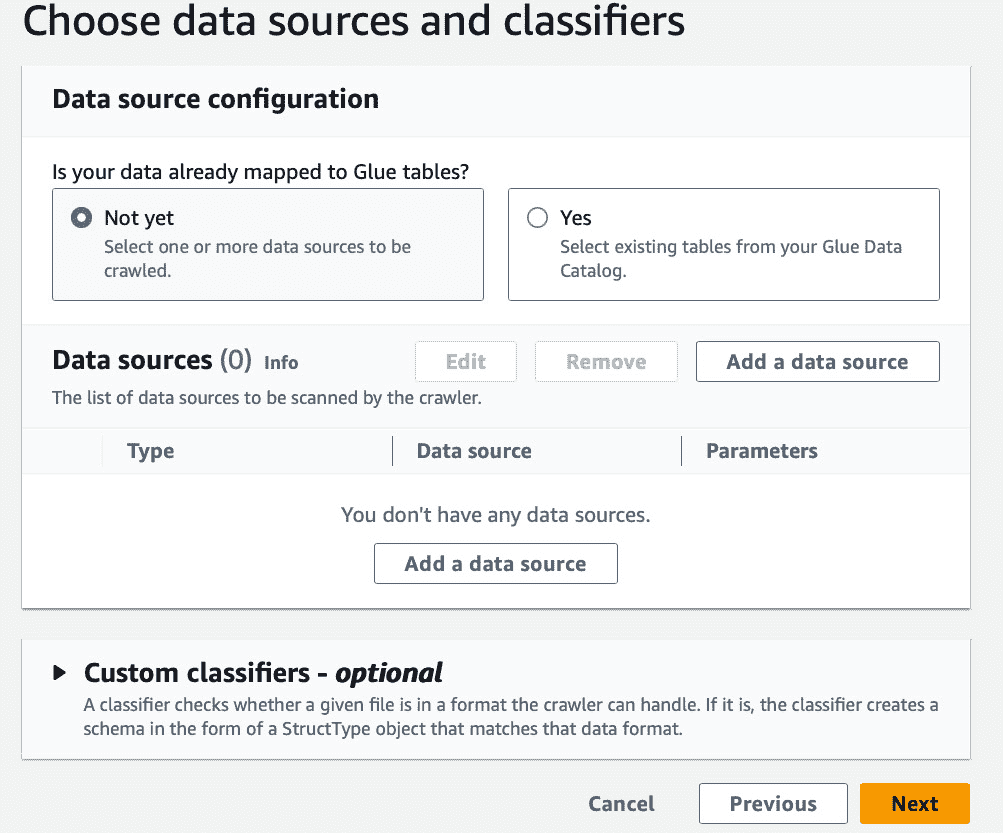 Choose data sources and classifiers
Data source configuration
Is your data already mapped to Glue tables?
Not yet
Select one or more data sources to be
crawled.
Yes
Select existing tables from your Glue Data
Catalog.
Data sources (0) Info
Edit
Remove
Add a data source
The list of data sources to be scanned by the crawler.
Type
Data source
Parameters
You don't have any data sources.
Add a data source
Custom classifiers - optional
A classifier checks whether a given file is in a format the crawler can handle. If it is, the classifier creates a
schema in the form of a StructType object that matches that data format.
Cancel
Previous
Next